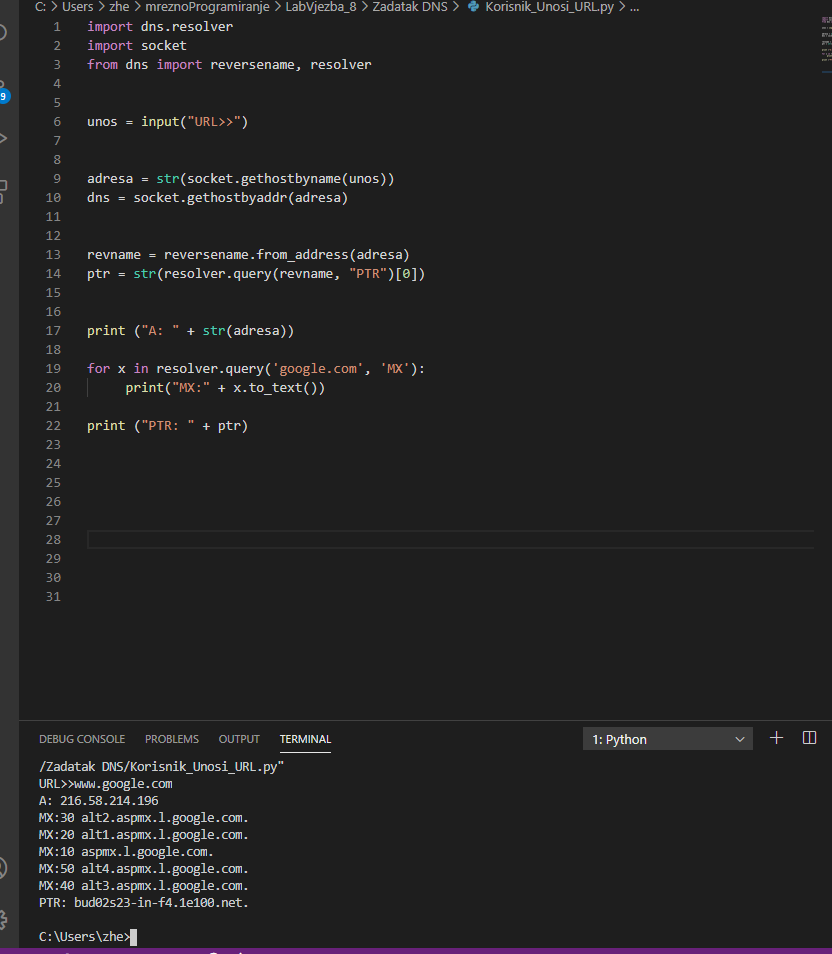 C: > Users > zhe > mreznoProgramiranje > LabVjezba_8 > Zadatak DNS > Korisnik_Unosi_URL.py > ...
9
1 import dns.resolver
2 import socket
3 from dns import reversename, resolver
4
5
6 unos = input("URL>>")
7
8
9 adresa = str(socket.gethostbyname(unos))
10 dns = socket.gethostbyaddr(adresa)
11
12
13 revname = reversename.from_address(adresa)
14 ptr = str(resolver.query(revname, "PTR")[0])
15
16
17 print ("A: " + str(adresa))
18
19 for x in resolver.query('google.com', 'MX'):
20      print("MX:" + x.to_text())
21
22 print ("PTR: " + ptr)
23
24
25
26
27
28
29
30
31
DEBUG CONSOLE PROBLEMS OUTPUT TERMINAL 1: Python
/Zadatak DNS/Korisnik_Unosi_URL.py"
URL>>www.google.com
A: 216.58.214.196
MX:30 alt2.aspmx.l.google.com.
MX:20 alt1.aspmx.l.google.com.
MX:10 aspmx.l.google.com.
MX:50 alt4.aspmx.l.google.com.
MX:40 alt3.aspmx.l.google.com.
PTR: bud02s23-in-f4.1e100.net.
C:\Users\zhe>